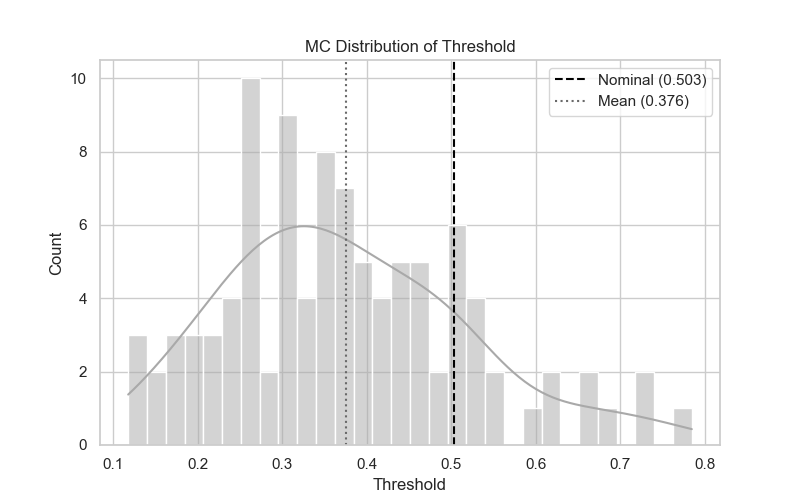 MC Distribution of Threshold
Nominal (0.503)
Mean (0.376)
Count
10
8
6
4
2
0
0.1 0.2 0.3 0.4 0.5 0.6 0.7 0.8
Threshold